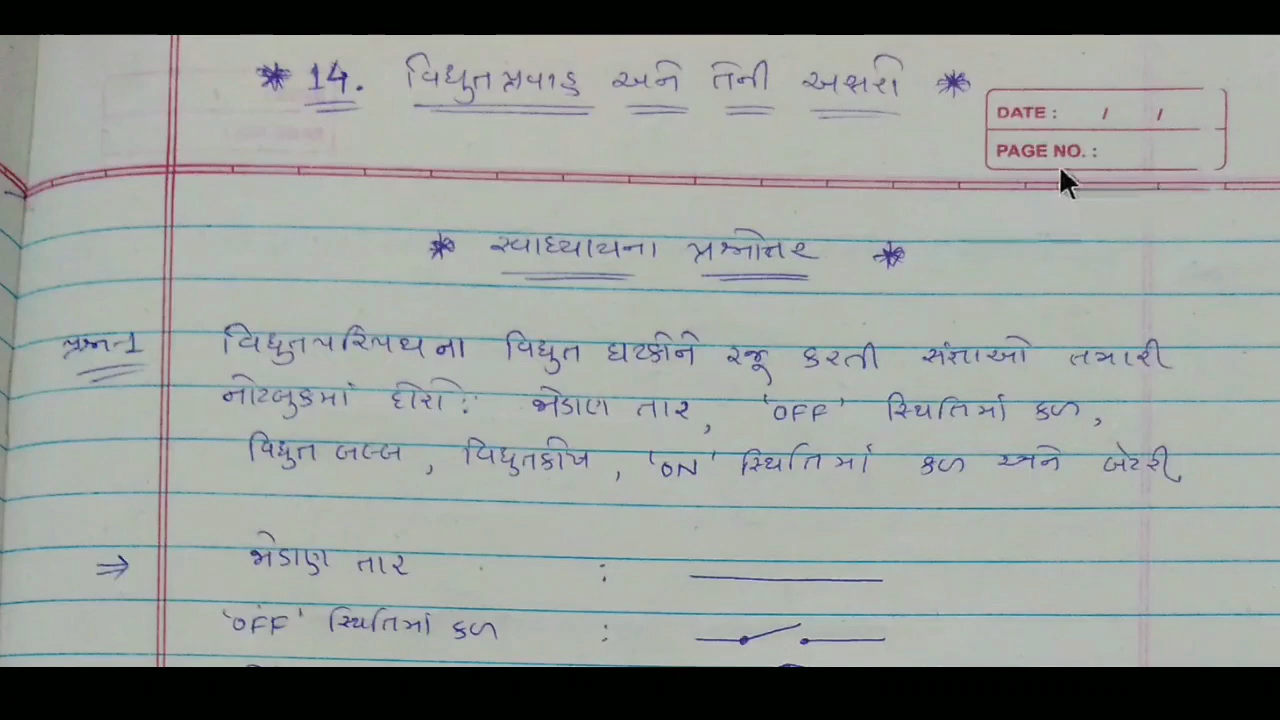 * 14. વિદ્યુતપ્રવાહ અને તેની અસરો *
DATE : / /
PAGE NO. :
* સ્વાધ્યાયના પ્રશ્નોત્તર *
પ્રશ્ન-1 વિદ્યુતપરિપથના વિદ્યુત ઘટકોને રજૂ કરતી સંજ્ઞાઓ તમારી
નોટબુકમાં દોરો : જોડાણ તાર, 'OFF' સ્થિતિમાં કળ,
વિદ્યુત બલ્બ, વિદ્યુતકોષ, 'ON' સ્થિતિમાં કળ અને બેટરી.
⇒ જોડાણ તાર :
'OFF' સ્થિતિમાં કળ :